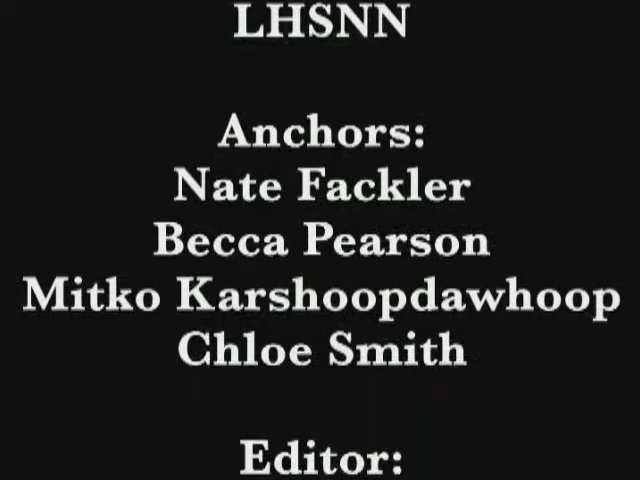 LHSNN
Anchors:
Nate Fackler
Becca Pearson
Mitko Karshoopdawhoop
Chloe Smith
Editor: